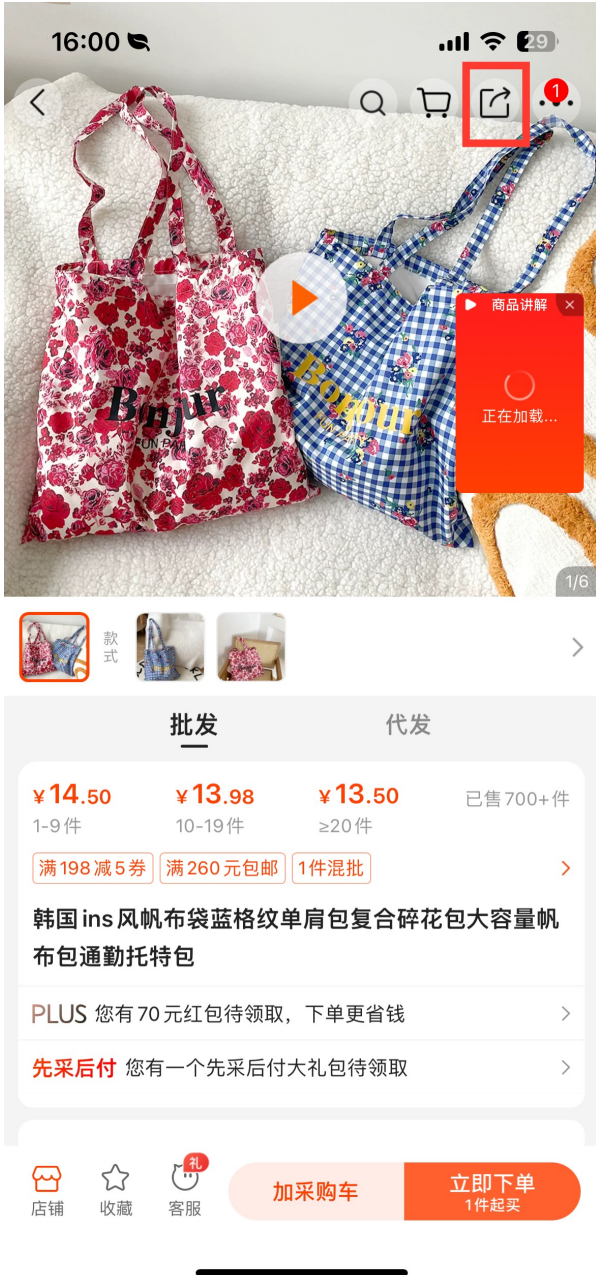 16:00
29
1
商品讲解
正在加载...
Bonjur
FUN PAR
Bonjour
1/6
款式
批发
代发
¥14.50
¥13.98
¥13.50
已售700+件
1-9件
10-19件
≥20件
满198减5券
满260元包邮
1件混批
韩国ins风帆布袋蓝格纹单肩包复合碎花包大容量帆
布包通勤托特包
PLUS 您有70元红包待领取，下单更省钱
先采后付 您有一个先采后付大礼包待领取
礼
店铺
收藏
客服
加采购车
立即下单
1件起买